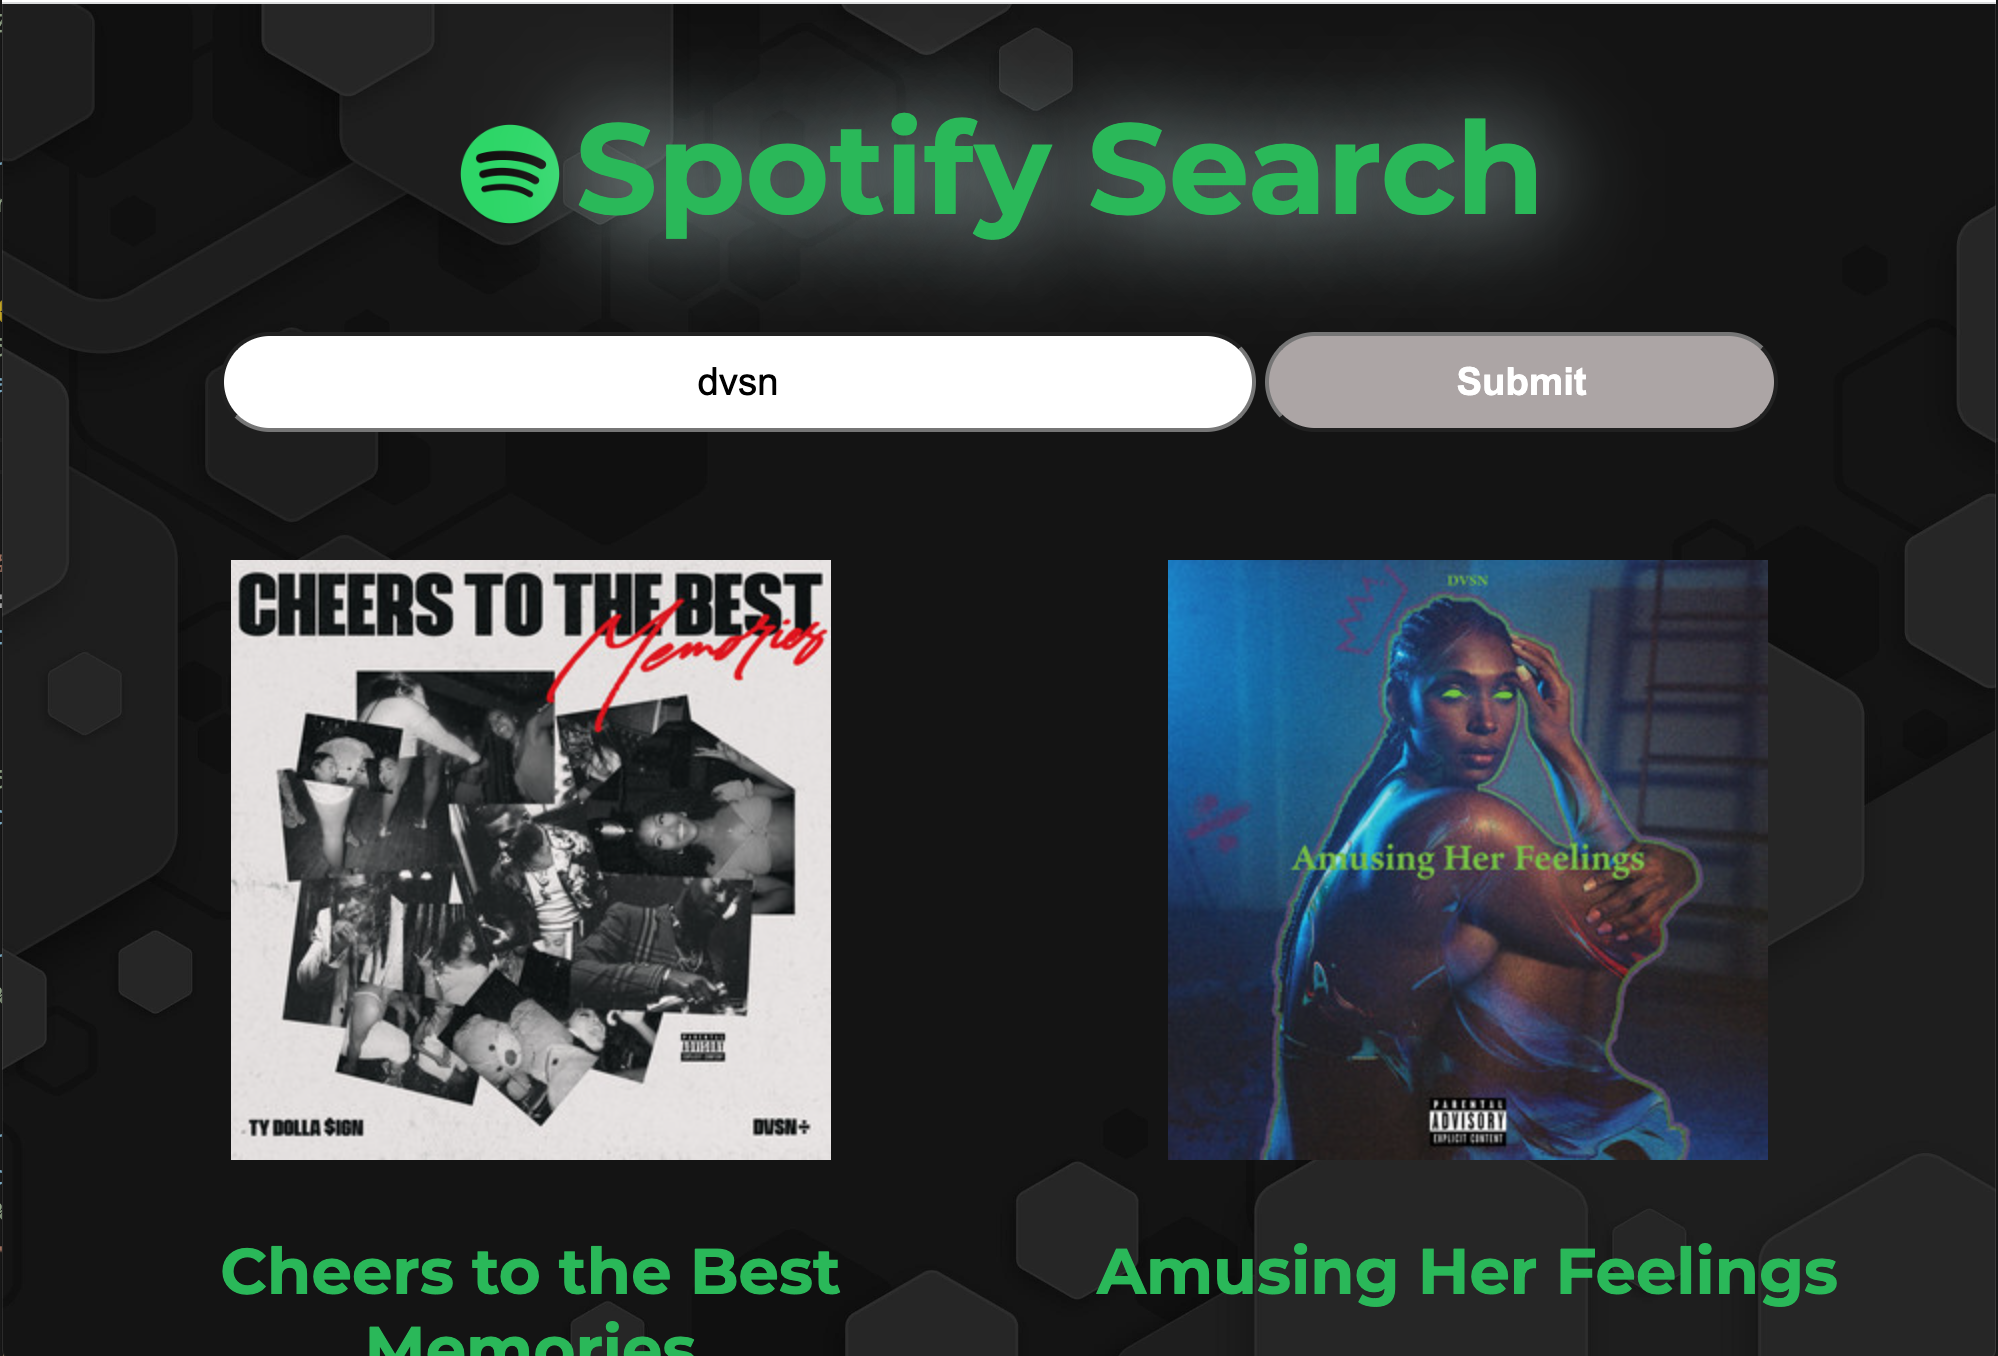 Spotify Search
dvsn
Submit
CHEERS TO THE BEST
Memories
PARENTAL
ADVISORY
EXPLICIT CONTENT
TY DOLLA $IGN
DVSN÷
DVSN
Amusing Her Feelings
PARENTAL
ADVISORY
EXPLICIT CONTENT
Cheers to the Best
Memories
Amusing Her Feelings